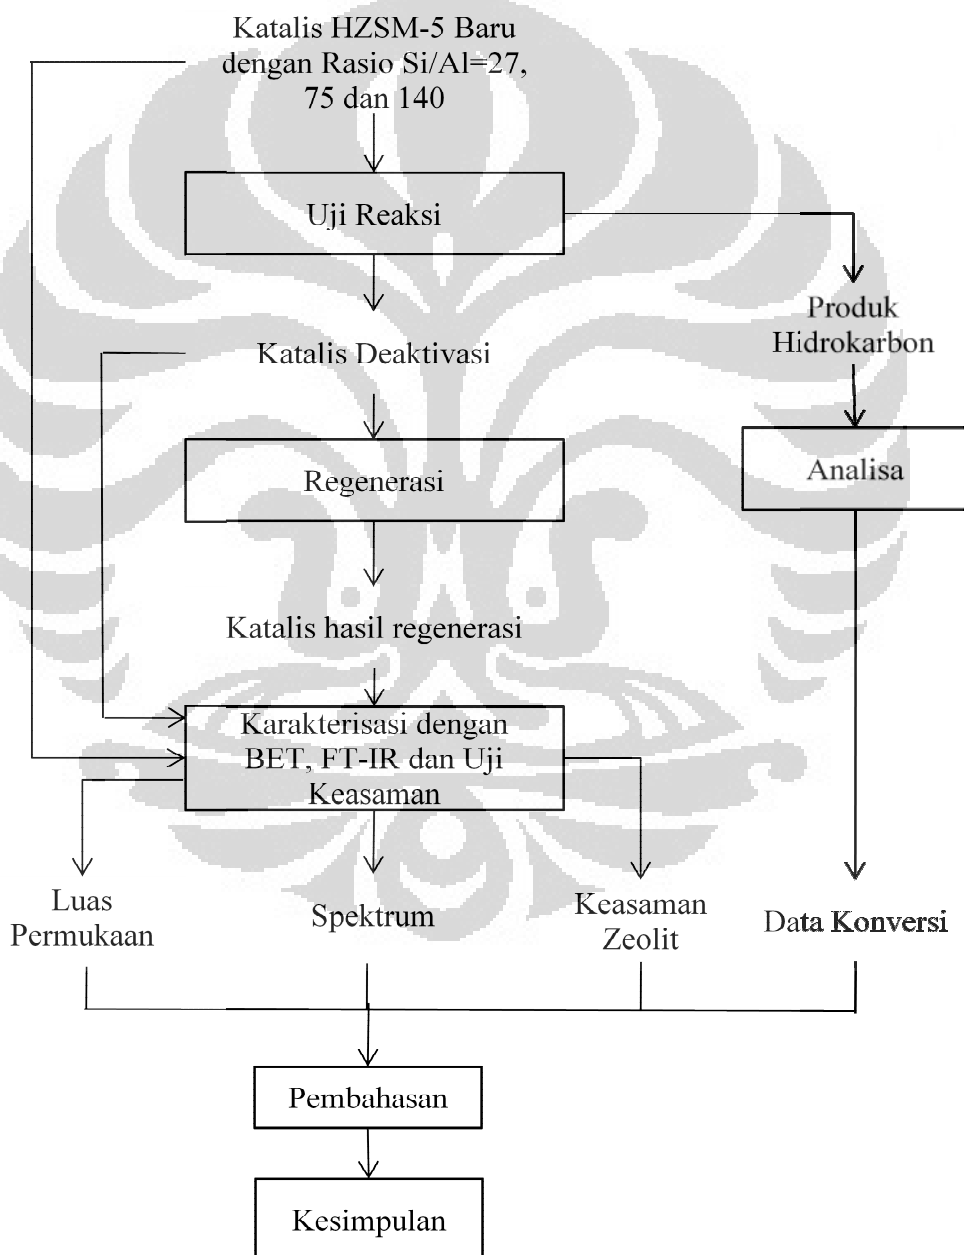 Katalis HZSM-5 Baru
dengan Rasio Si/Al=27,
75 dan 140
Uji Reaksi
Produk
Hidrokarbon
Katalis Deaktivasi
Analisa
Regenerasi
Katalis hasil regenerasi
Karakterisasi dengan
BET, FT-IR dan Uji
Keasaman
Luas
Permukaan
Spektrum
Keasaman
Zeolit
Data Konversi
Pembahasan
Kesimpulan